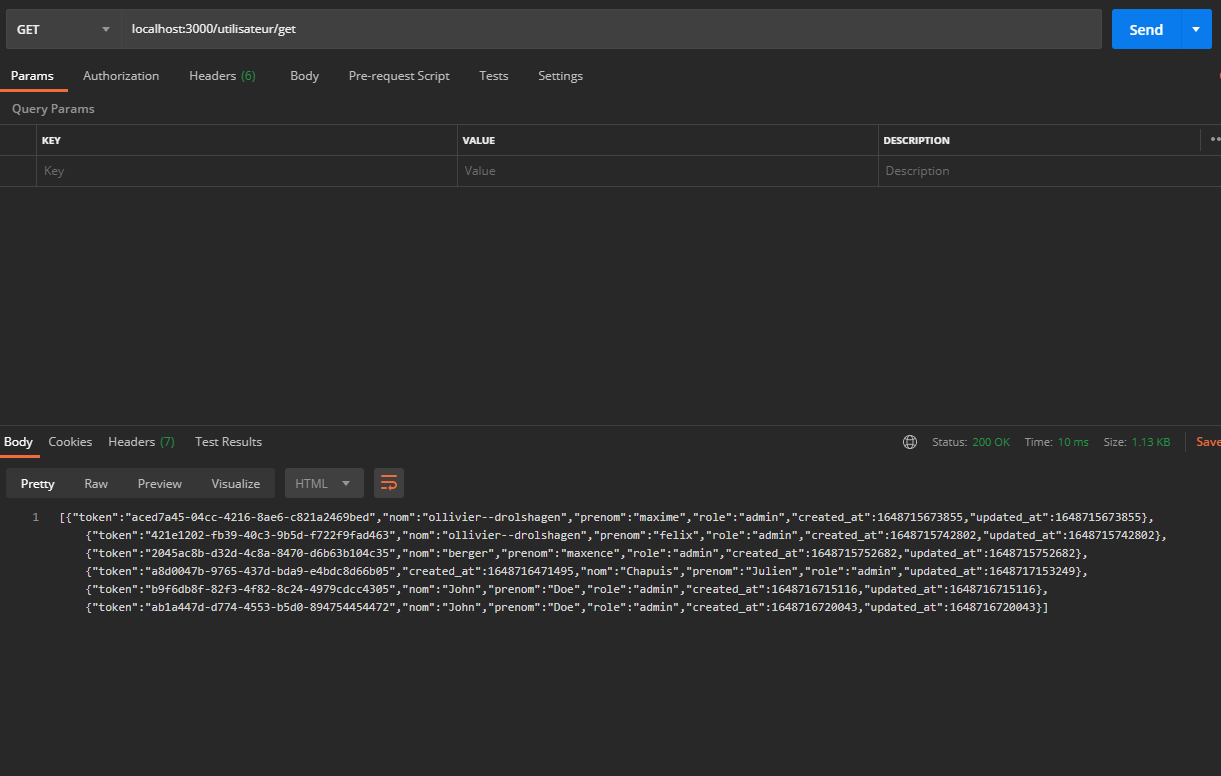 GET localhost:3000/utilisateur/get Send
Params Authorization Headers (6) Body Pre-request Script Tests Settings
Query Params
KEY VALUE DESCRIPTION
Key Value Description
Body Cookies Headers (7) Test Results Status: 200 OK Time: 10 ms Size: 1.13 KB Save
Pretty Raw Preview Visualize HTML
1 [{"token":"aced7a45-04cc-4216-8ae6-c821a2469bed","nom":"ollivier--drolshagen","prenom":"maxime","role":"admin","created_at":1648715673855,"updated_at":1648715673855},
{"token":"421e1202-fb39-40c3-9b5d-f722f9fad463","nom":"ollivier--drolshagen","prenom":"felix","role":"admin","created_at":1648715742802,"updated_at":1648715742802},
{"token":"2045ac8b-d32d-4c8a-8470-d6b63b104c35","nom":"berger","prenom":"maxence","role":"admin","created_at":1648715752682,"updated_at":1648715752682},
{"token":"a8d0047b-9765-437d-bda9-e4bdc8d66b05","created_at":1648716471495,"nom":"Chapuis","prenom":"Julien","role":"admin","updated_at":1648717153249},
{"token":"b9f6db8f-82f3-4f82-8c24-4979cdcc4305","nom":"John","prenom":"Doe","role":"admin","created_at":1648716715116,"updated_at":1648716715116},
{"token":"ab1a447d-d774-4553-b5d0-894754454472","nom":"John","prenom":"Doe","role":"admin","created_at":1648716720043,"updated_at":1648716720043}]